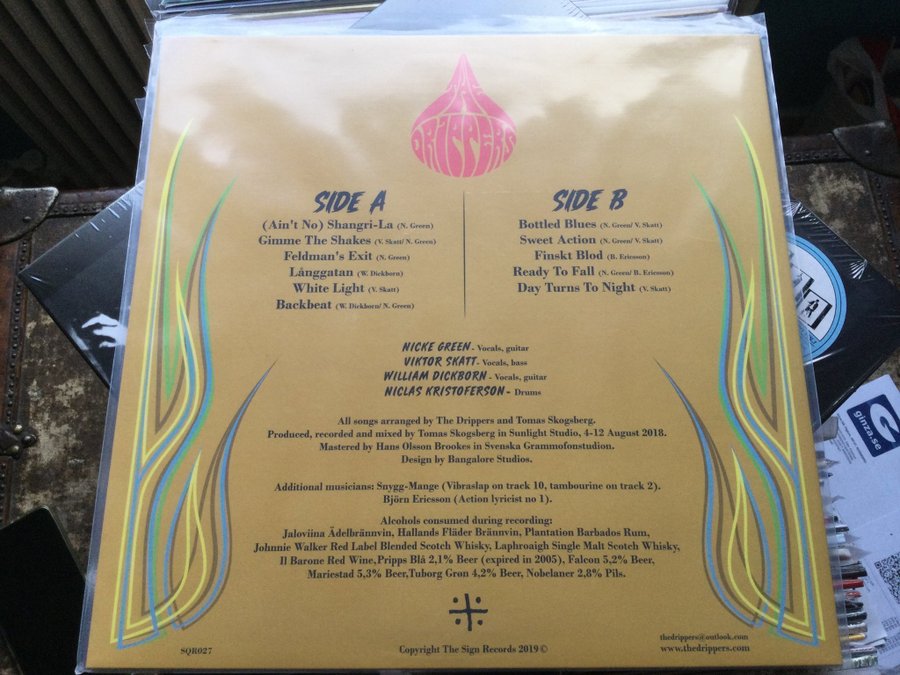 THE
DRIPPERS
SIDE A
(Ain't No) Shangri-La (N. Green)
Gimme The Shakes (V. Skatt/ N. Green)
Feldman's Exit (N. Green)
Långgatan (W. Dickborn)
White Light (V. Skatt)
Backbeat (W. Dickborn/ N. Green)
SIDE B
Bottled Blues (N. Green/ V. Skatt)
Sweet Action (N. Green/ V. Skatt)
Finskt Blod (B. Ericsson)
Ready To Fall (N. Green/ B. Ericsson)
Day Turns To Night (V. Skatt)
NICKE GREEN - Vocals, guitar
VIKTOR SKATT - Vocals, bass
WILLIAM DICKBORN - Vocals, guitar
NICLAS KRISTOFERSON - Drums
All songs arranged by The Drippers and Tomas Skogsberg.
Produced, recorded and mixed by Tomas Skogsberg in Sunlight Studio, 4-12 August 2018.
Mastered by Hans Olsson Brookes in Svenska Grammofonstudion.
Design by Bangalore Studios.
Additional musicians: Snygg-Mange (Vibraslap on track 10, tambourine on track 2).
Björn Ericsson (Action lyricist no 1).
Alcohols consumed during recording:
Jaloviina Ädelbrännvin, Hallands Fläder Brännvin, Plantation Barbados Rum,
Johnnie Walker Red Label Blended Scotch Whisky, Laphroaigh Single Malt Scotch Whisky,
Il Barone Red Wine,Pripps Blå 2,1% Beer (expired in 2005), Falcon 5,2% Beer,
Mariestad 5,3% Beer,Tuborg Gron 4,2% Beer, Nobelaner 2,8% Pils.
SQR027
Copyright The Sign Records 2019 ©
thedrippers@outlook.com
www.thedrippers.com
ginza.se